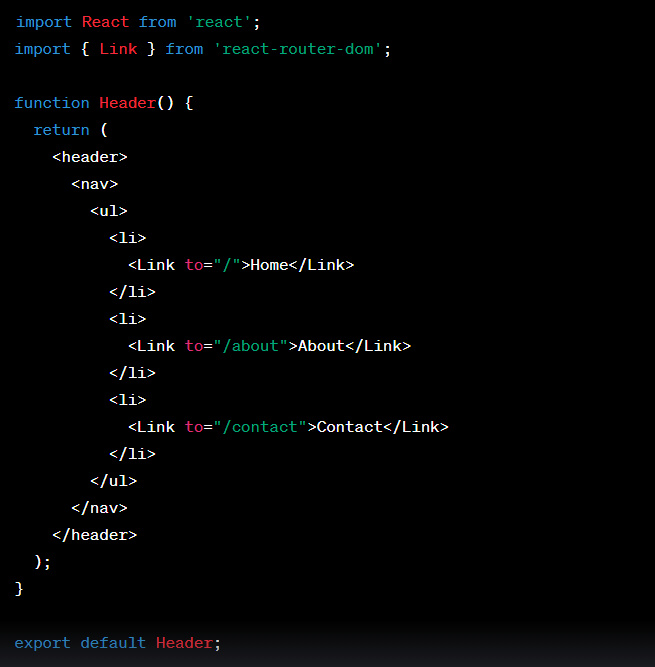 import React from 'react';
import { Link } from 'react-router-dom';

function Header() {
  return (
    <header>
      <nav>
        <ul>
          <li>
            <Link to="/">Home</Link>
          </li>
          <li>
            <Link to="/about">About</Link>
          </li>
          <li>
            <Link to="/contact">Contact</Link>
          </li>
        </ul>
      </nav>
    </header>
  );
}

export default Header;